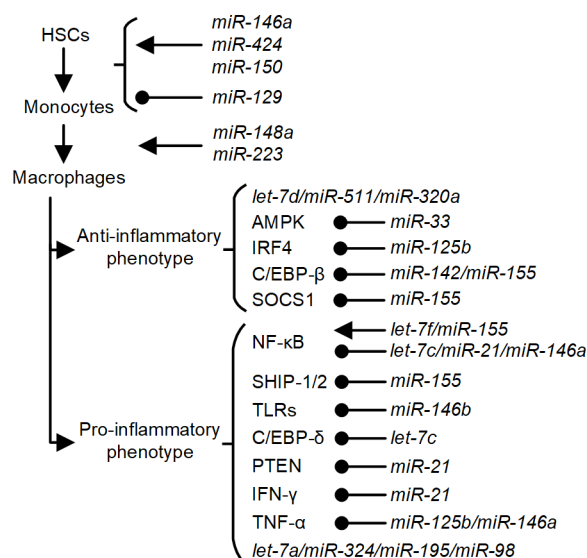 miR-146a
HSCs
miR-424
miR-150
miR-129
Monocytes
miR-148a
miR-223
Macrophages
let-7d/miR-511/miR-320a
Anti-inflammatory
phenotype
AMPK miR-33
IRF4 miR-125b
C/EBP-β miR-142/miR-155
SOCS1 miR-155
NF-κB
let-7f/miR-155
let-7c/miR-21/miR-146a
SHIP-1/2 miR-155
TLRs miR-146b
Pro-inflammatory
phenotype
C/EBP-δ let-7c
PTEN miR-21
IFN-γ miR-21
TNF-α miR-125b/miR-146a
let-7a/miR-324/miR-195/miR-98